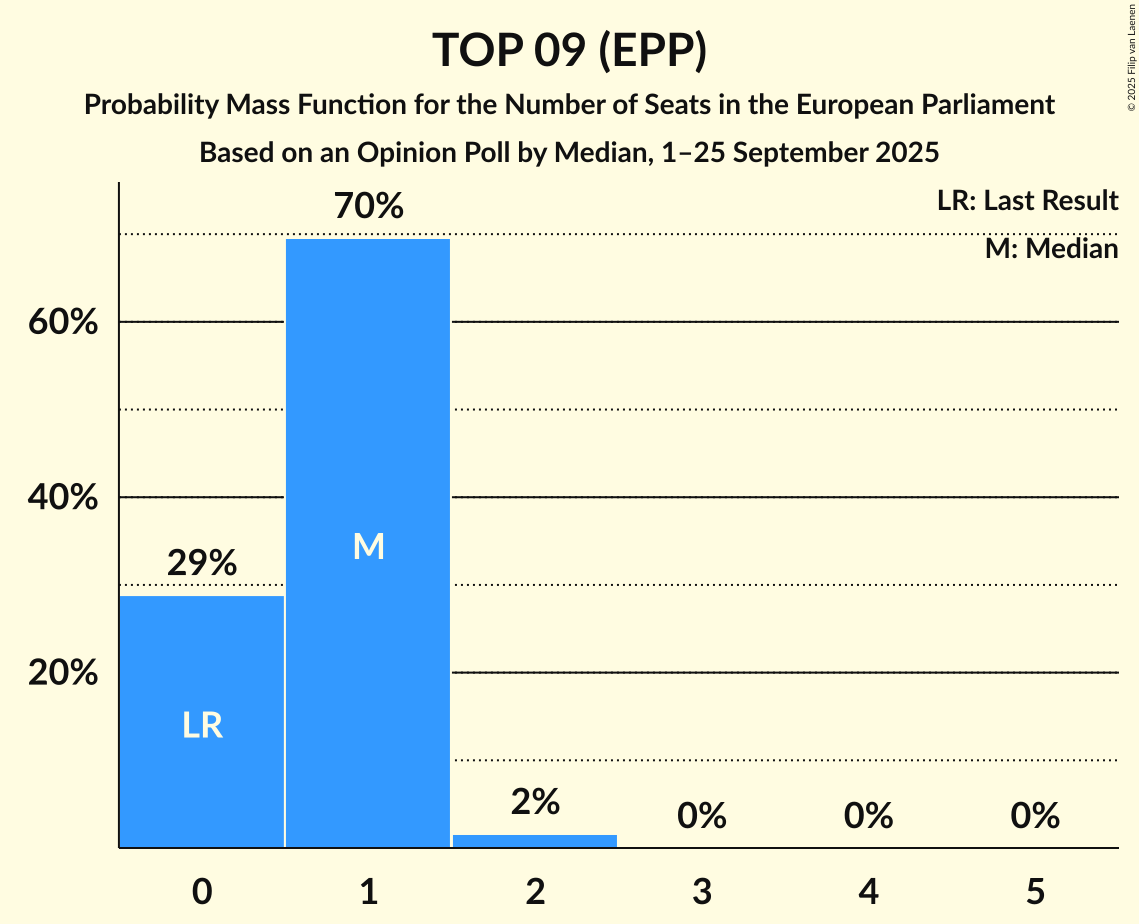 TOP 09 (EPP)
Probability Mass Function for the Number of Seats in the European Parliament
Based on an Opinion Poll by Median, 1–25 September 2025
© 2025 Filip van Laenen
LR: Last Result
M: Median
70%
60%
40%
29%
20%
M
LR
2%
0%
0%
0%
0
1
2
3
4
5